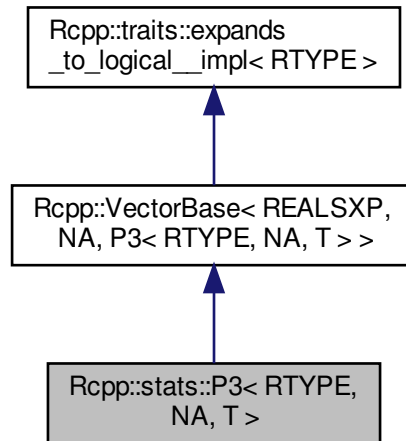 Rcpp::traits::expands
_to_logical__impl< RTYPE >
Rcpp::VectorBase< REALSXP,
NA, P3< RTYPE, NA, T > >
Rcpp::stats::P3< RTYPE,
NA, T >